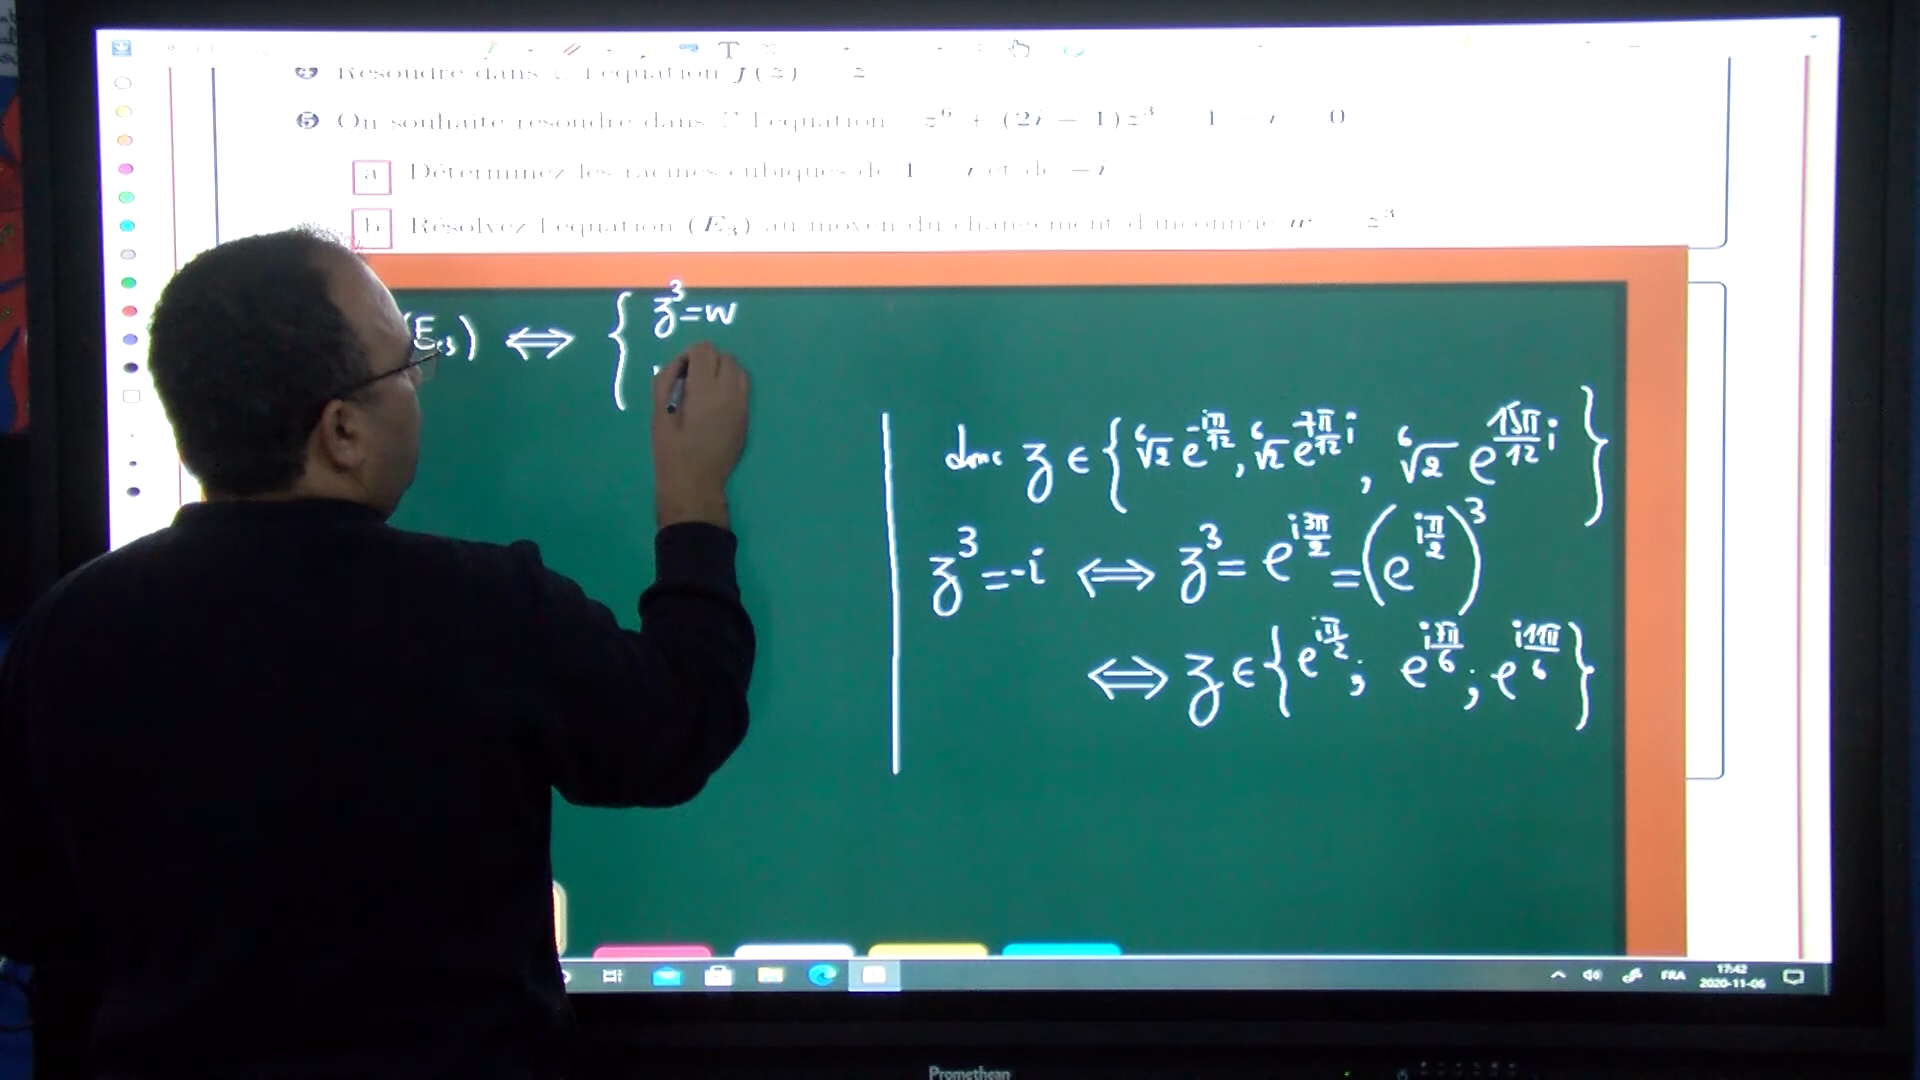 Résoudre dans l'équation f(z) z
5 On souhaite résoudre dans C l'équation z⁶ + (2i − 1)z³ 1 − i 0
a Déterminez les racines cubiques de 1 i et de −i
b Résolvez l'équation (E₃) au moyen du changement d'inconnue w z³
(E₃) ⟺ { z³=w
donc z ∈ { ⁶√2 e^(-iπ/12), ⁶√2 e^(7π/12 i), ⁶√2 e^(15π/12 i) }
z³=-i ⟺ z³= e^(i3π/2) = (e^(iπ/2))³
⟺ z ∈ { e^(iπ/2); e^(i7π/6); e^(i11π/6) }
FRA
17:42
2020-11-06
Promethean